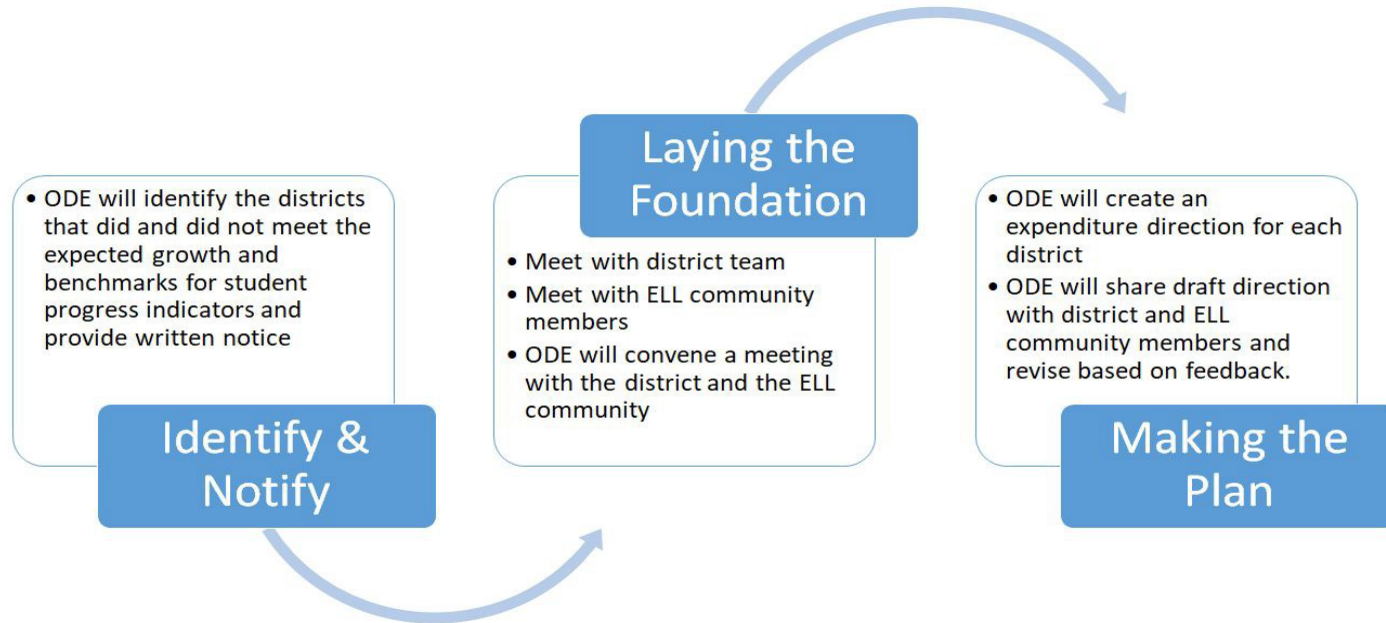 • ODE will identify the districts
that did and did not meet the
expected growth and
benchmarks for student
progress indicators and
provide written notice
Identify &
Notify
Laying the
Foundation
• Meet with district team
• Meet with ELL community
members
• ODE will convene a meeting
with the district and the ELL
community
• ODE will create an
expenditure direction for each
district
• ODE will share draft direction
with district and ELL
community members and
revise based on feedback.
Making the
Plan